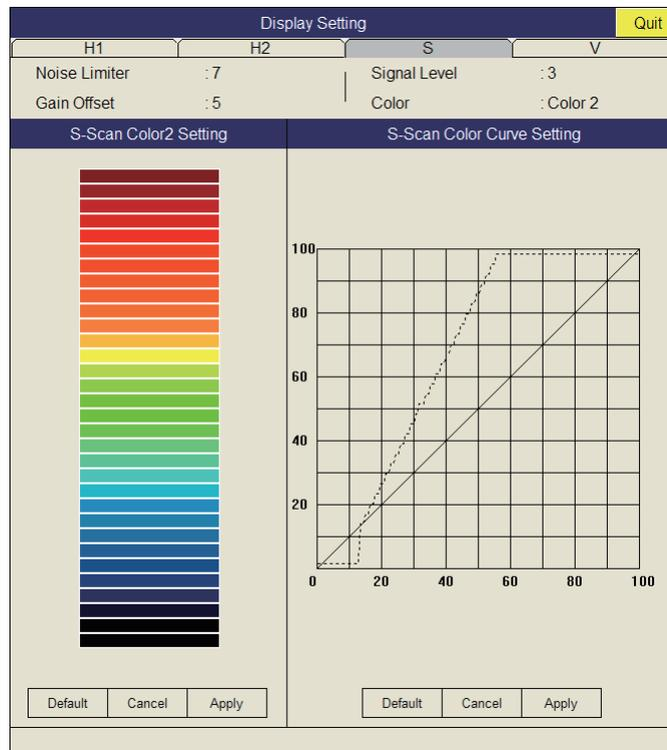 Display Setting Quit
H1 H2 S V
Noise Limiter : 7 Signal Level : 3
Gain Offset : 5 Color : Color 2
S-Scan Color2 Setting S-Scan Color Curve Setting
100
80
60
40
20
0 20 40 60 80 100
Default Cancel Apply Default Cancel Apply